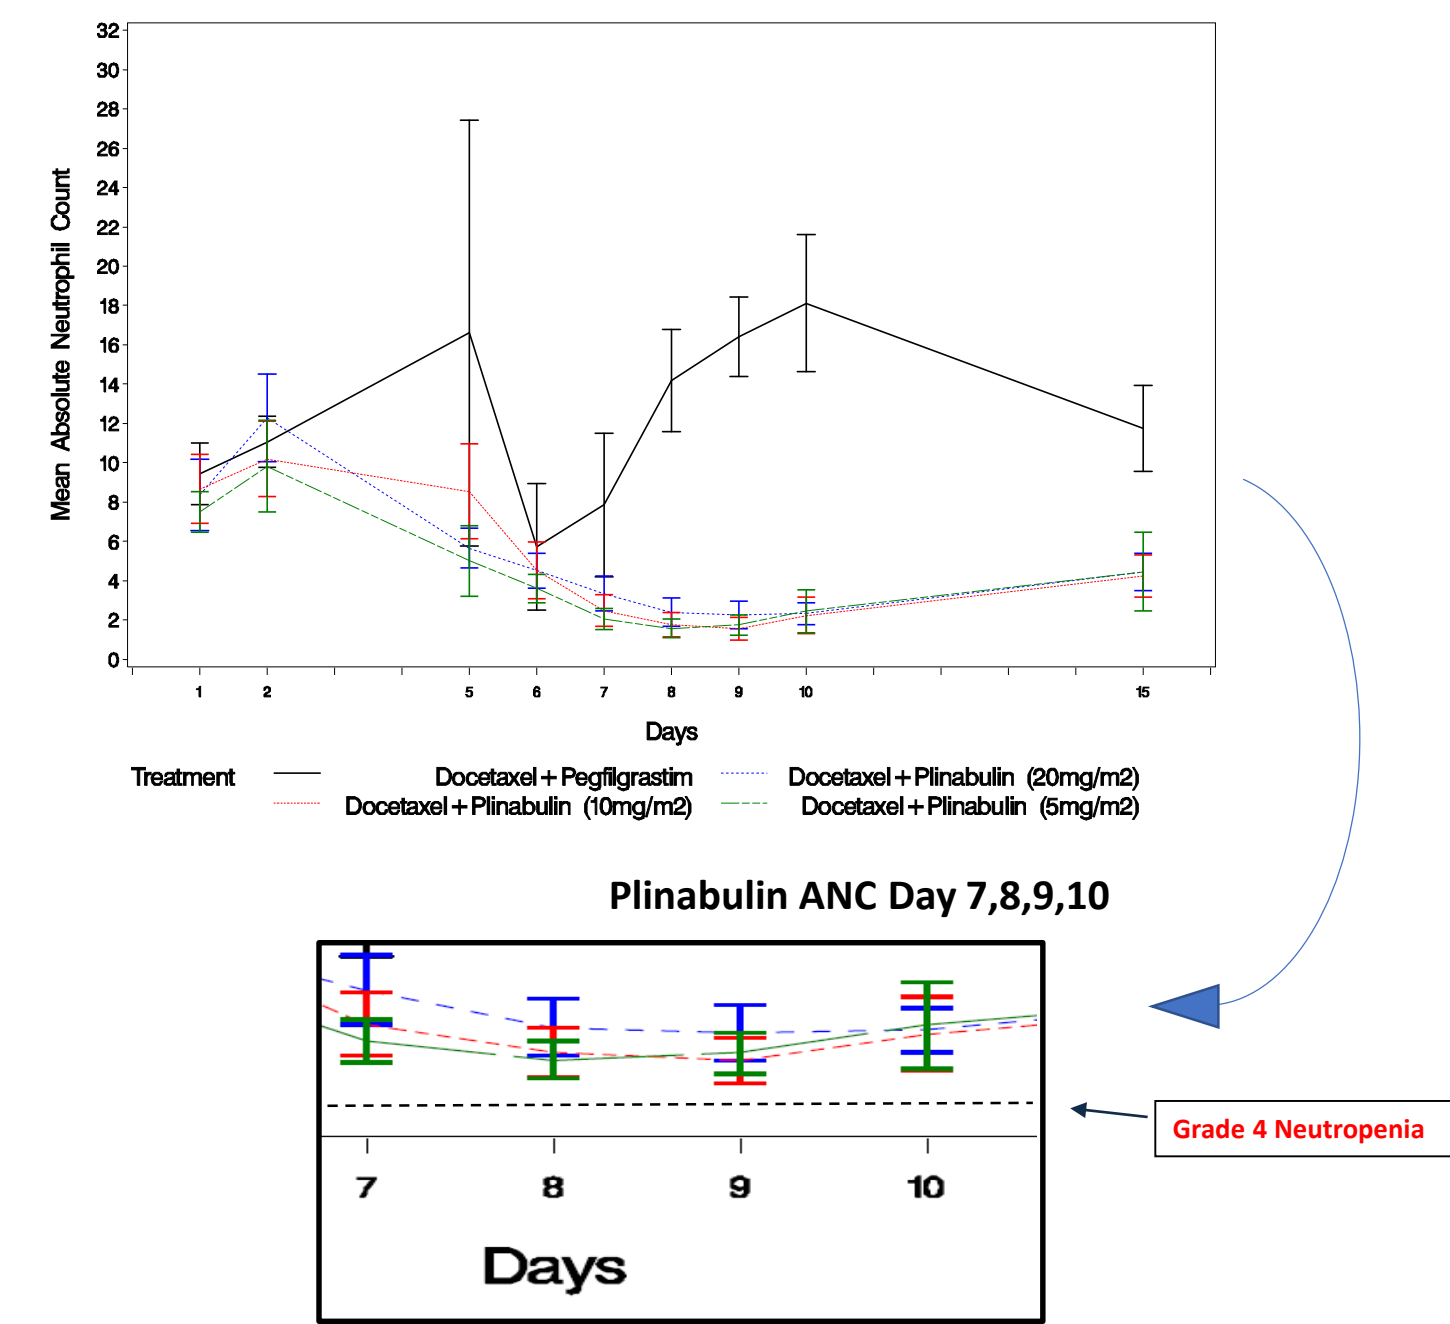 Mean Absolute Neutrophil Count
32
30
28
26
24
22
20
18
16
14
12
10
8
6
4
2
0
1 2 5 6 7 8 9 10 15
Days
Treatment
Docetaxel+Pegfilgrastim
Docetaxel+Plinabulin (20mg/m2)
Docetaxel+Plinabulin (10mg/m2)
Docetaxel+Plinabulin (5mg/m2)
Plinabulin ANC Day 7,8,9,10
Grade 4 Neutropenia
7 8 9 10
Days